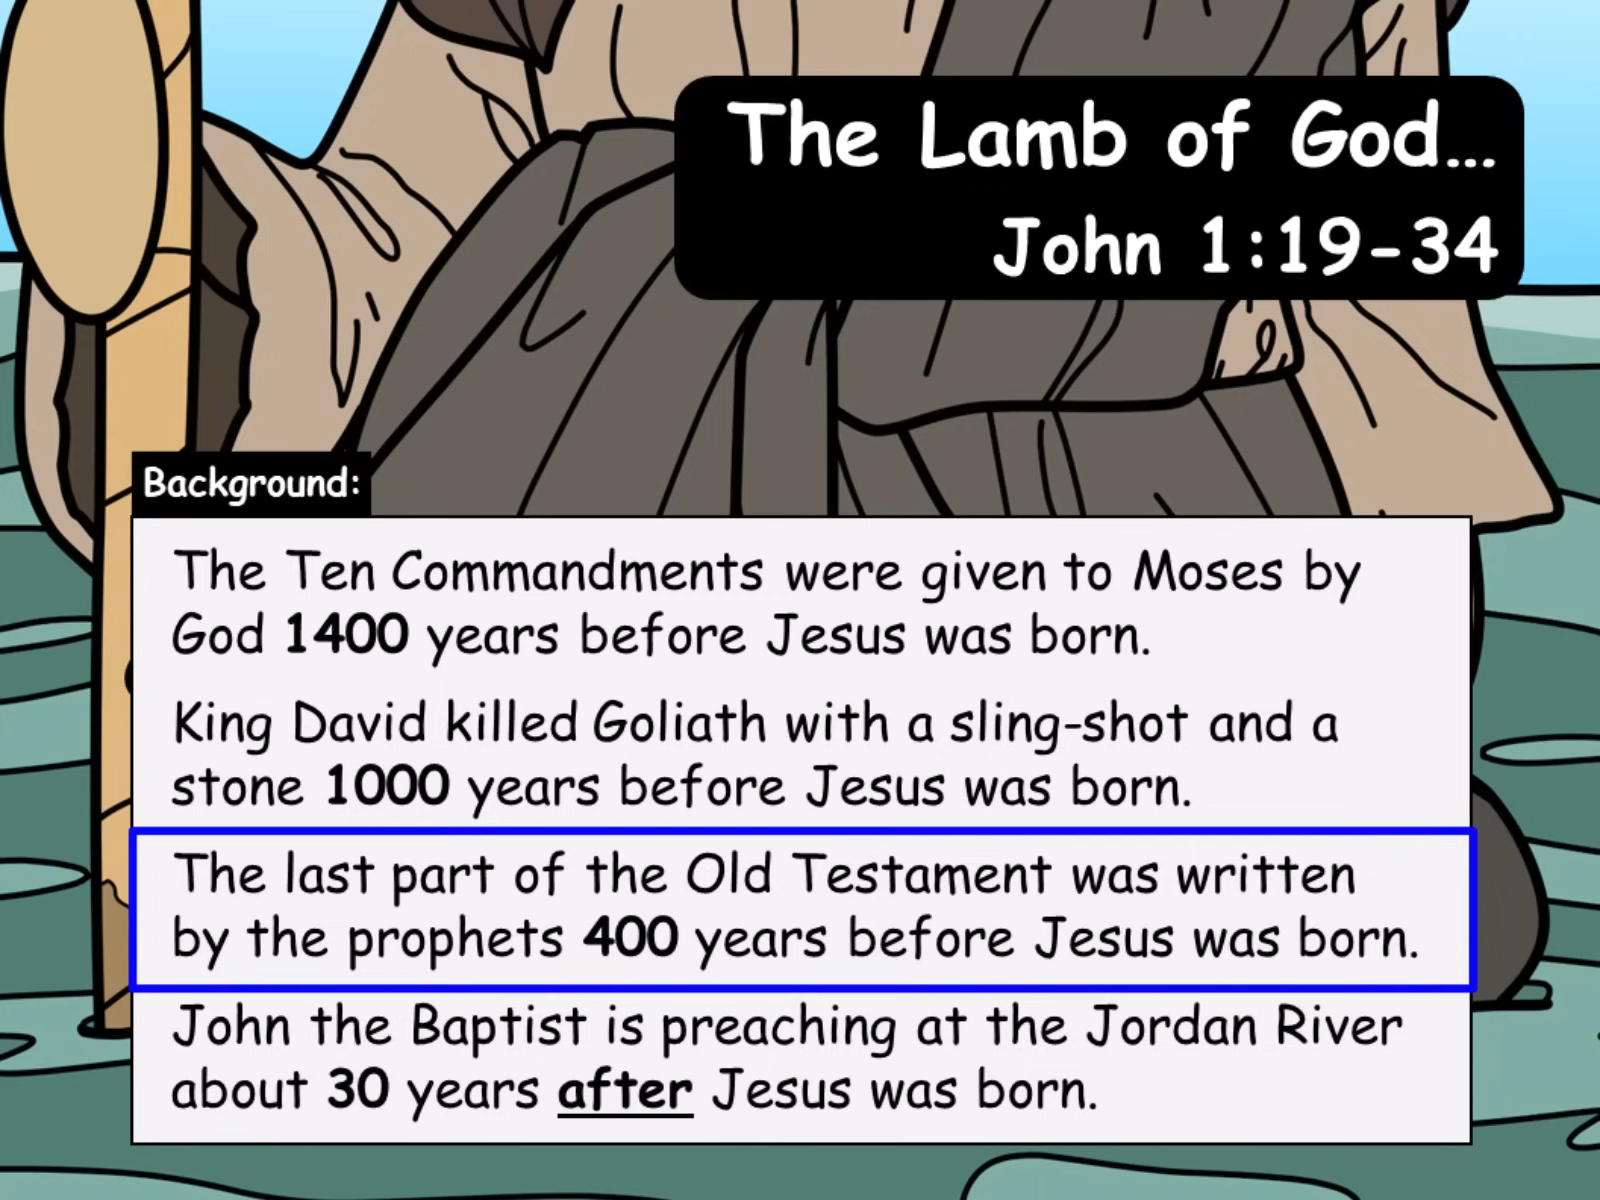 The Lamb of God...
John 1:19-34
Background:
The Ten Commandments were given to Moses by
God 1400 years before Jesus was born.
King David killed Goliath with a sling-shot and a
stone 1000 years before Jesus was born.
The last part of the Old Testament was written
by the prophets 400 years before Jesus was born.
John the Baptist is preaching at the Jordan River
about 30 years after Jesus was born.